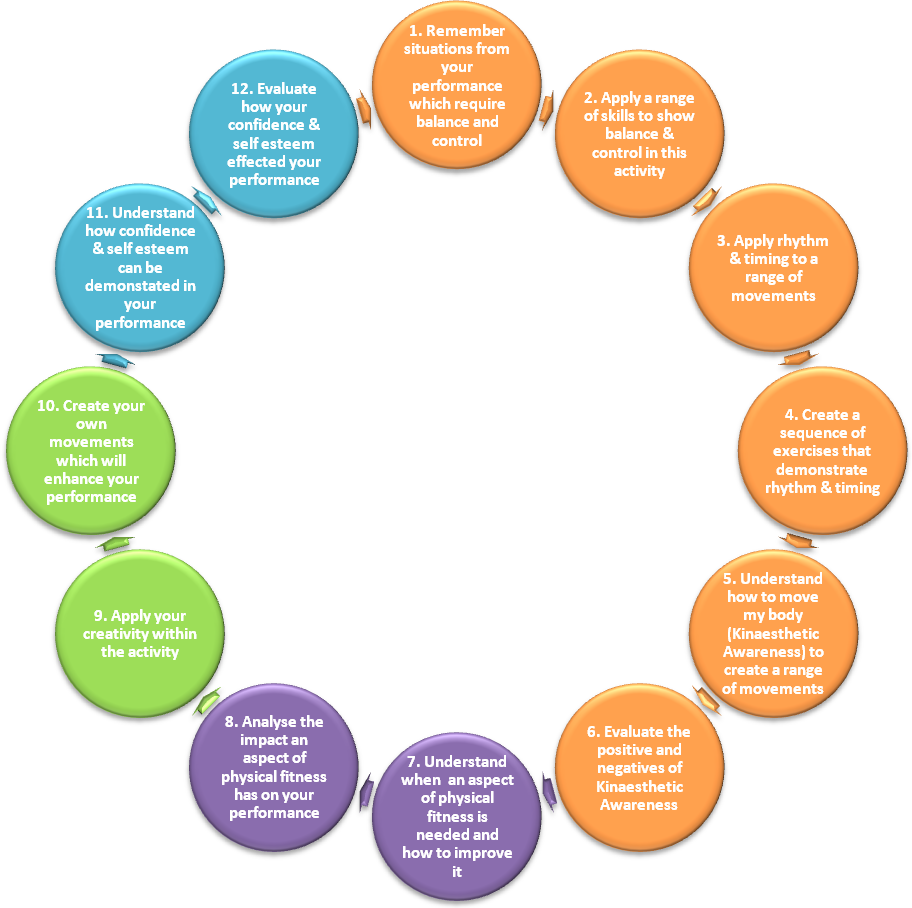 1. Remember
situations from
your
performance
which require
balance and
control
2. Apply a range
of skills to show
balance &
control in this
activity
3. Apply rhythm
& timing to a
range of
movements
4. Create a
sequence of
exercises that
demonstrate
rhythm & timing
5. Understand
how to move
my body
(Kinaesthetic
Awareness) to
create a range
of movements
6. Evaluate the
positive and
negatives of
Kinaesthetic
Awareness
7. Understand
when an aspect
of physical
fitness is
needed and
how to improve
it
8. Analyse the
impact an
aspect of
physical fitness
has on your
performance
9. Apply your
creativity within
the activity
10. Create your
own
movements
which will
enhance your
performance
11. Understand
how confidence
& self esteem
can be
demonstated in
your
performance
12. Evaluate
how your
confidence &
self esteem
effected your
performance